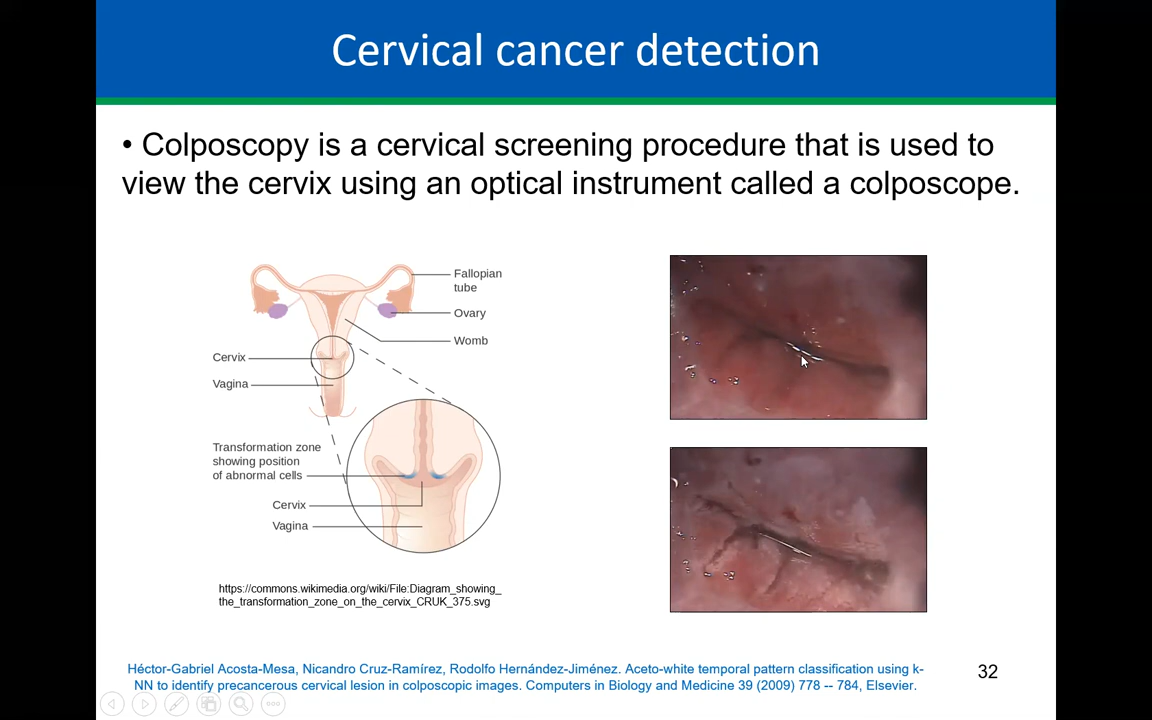 Cervical cancer detection
• Colposcopy is a cervical screening procedure that is used to
view the cervix using an optical instrument called a colposcope.
Fallopian
tube
Ovary
Womb
Cervix
Vagina
Transformation zone
showing position
of abnormal cells
Cervix
Vagina
https://commons.wikimedia.org/wiki/File:Diagram_showing_
the_transformation_zone_on_the_cervix_CRUK_375.svg
Héctor-Gabriel Acosta-Mesa, Nicandro Cruz-Ramírez, Rodolfo Hernández-Jiménez. Aceto-white temporal pattern classification using k-
NN to identify precancerous cervical lesion in colposcopic images. Computers in Biology and Medicine 39 (2009) 778 -- 784, Elsevier.
32